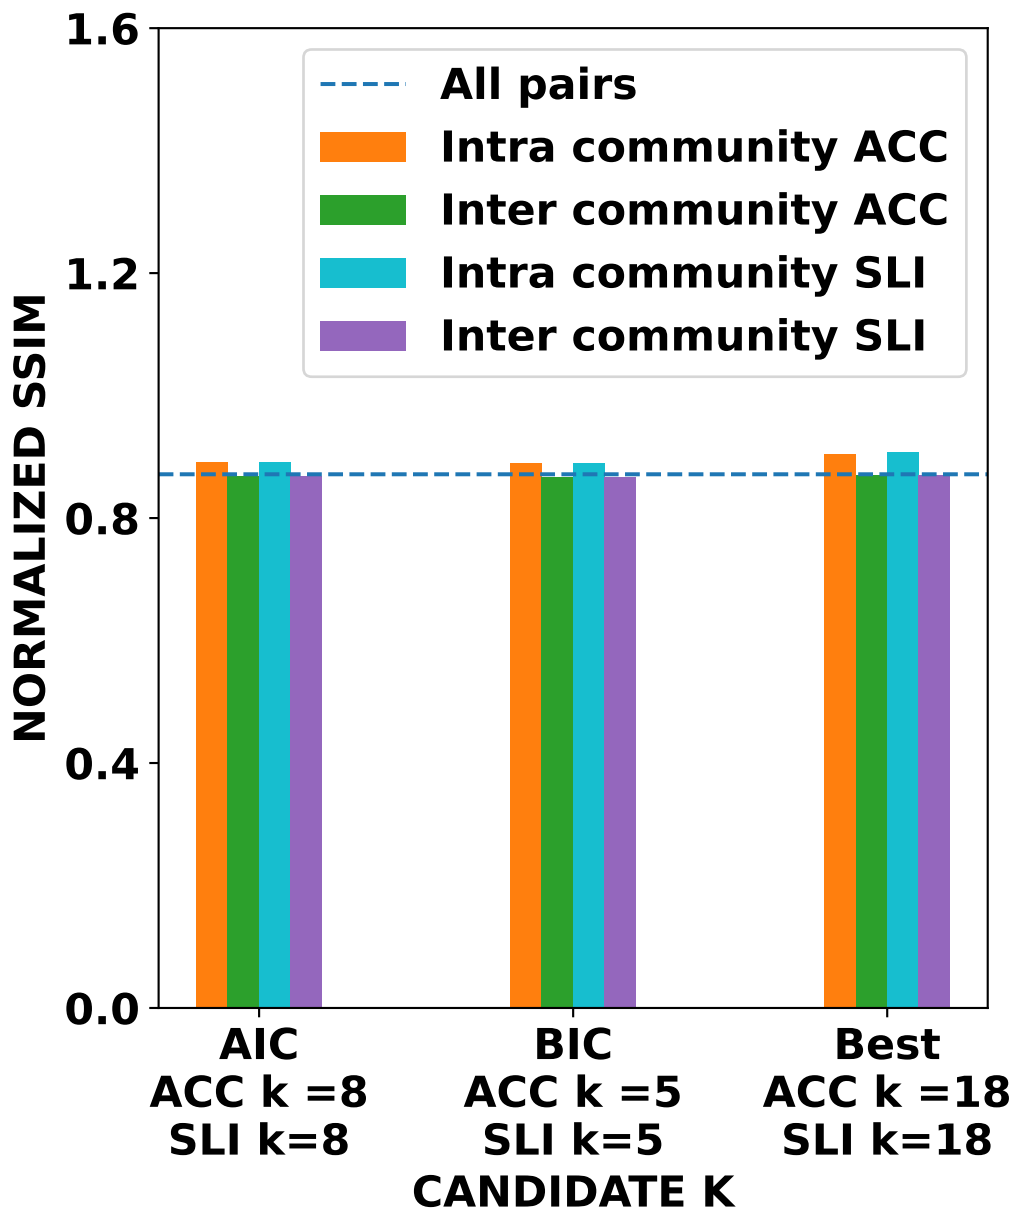 1.6
1.2
0.8
0.4
0.0
NORMALIZED SSIM
All pairs
Intra community ACC
Inter community ACC
Intra community SLI
Inter community SLI
AIC
ACC k =8
SLI k=8
BIC
ACC k =5
SLI k=5
Best
ACC k =18
SLI k=18
CANDIDATE K